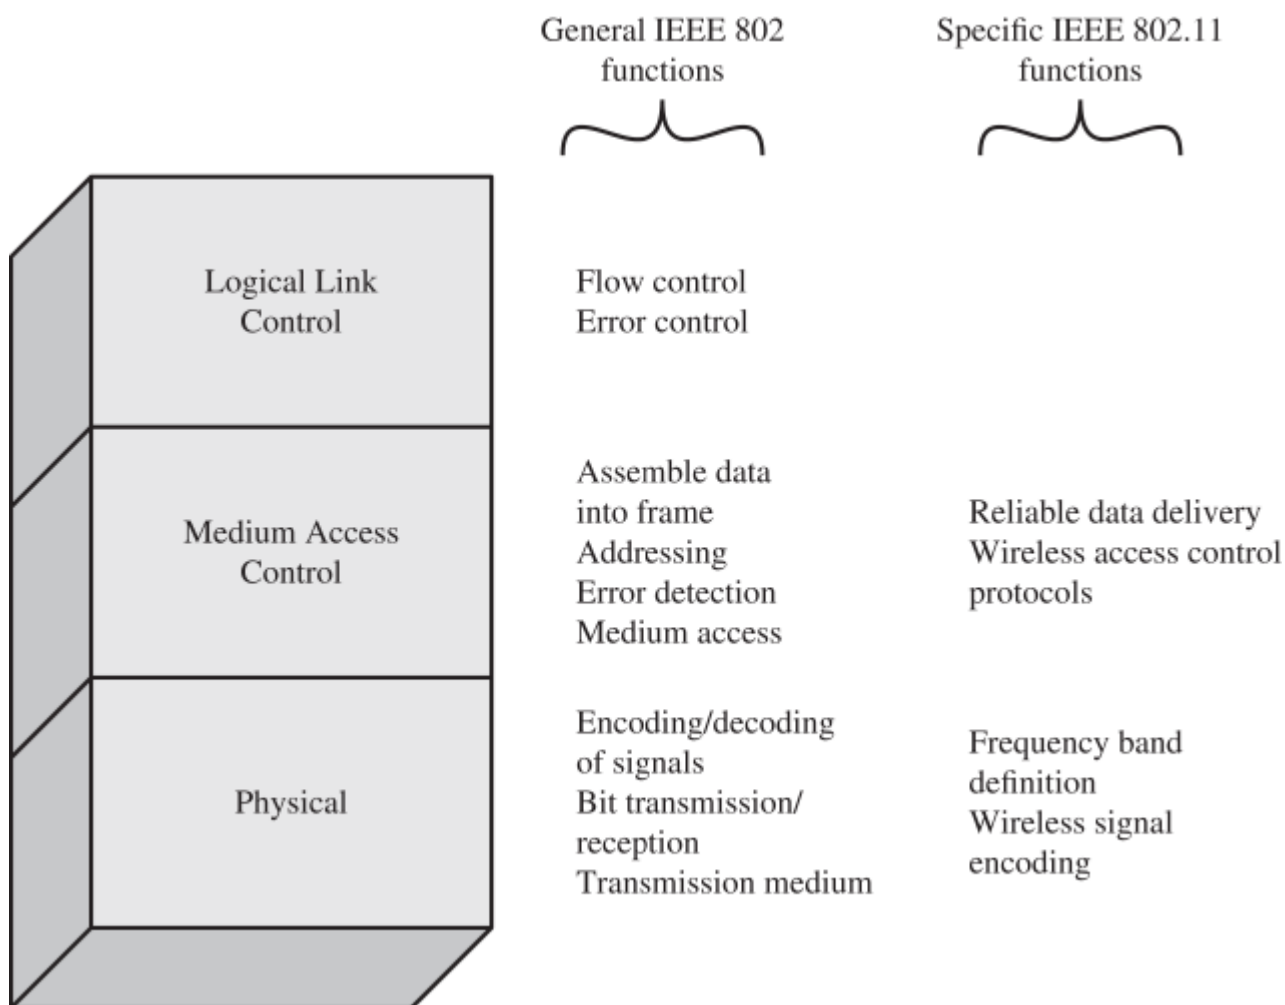 General IEEE 802
functions
Specific IEEE 802.11
functions
Logical Link
Control
Flow control
Error control
Medium Access
Control
Assemble data
into frame
Addressing
Error detection
Medium access
Reliable data delivery
Wireless access control
protocols
Physical
Encoding/decoding
of signals
Bit transmission/
reception
Transmission medium
Frequency band
definition
Wireless signal
encoding